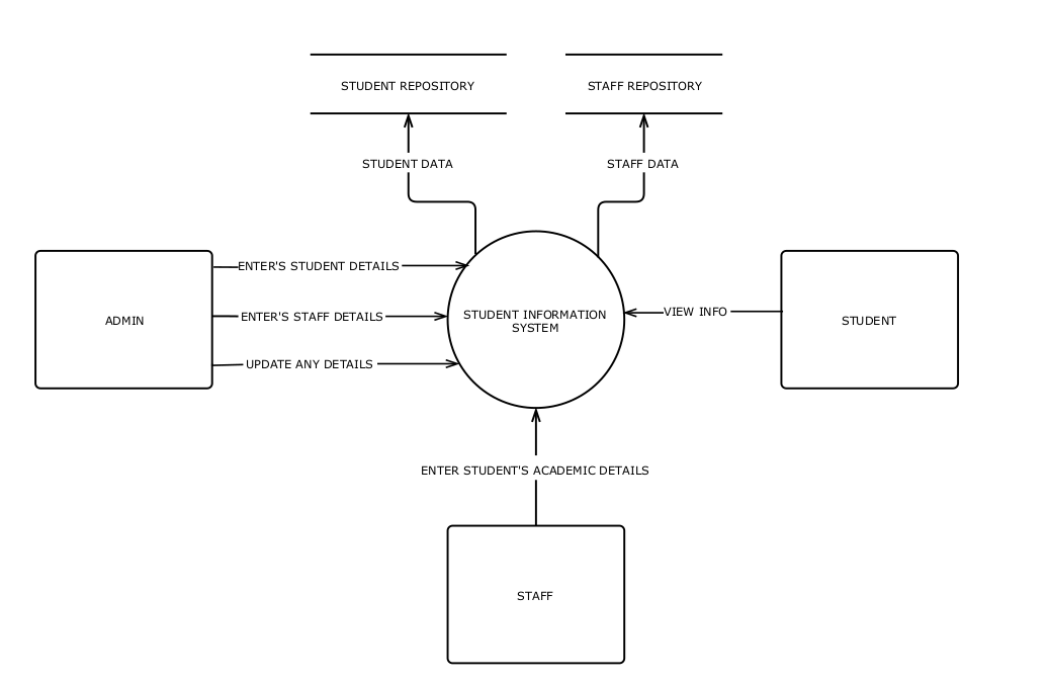 STUDENT REPOSITORY
STAFF REPOSITORY
STUDENT DATA
STAFF DATA
ENTER'S STUDENT DETAILS
ADMIN
ENTER'S STAFF DETAILS
STUDENT INFORMATION
SYSTEM
VIEW INFO
STUDENT
UPDATE ANY DETAILS
ENTER STUDENT'S ACADEMIC DETAILS
STAFF